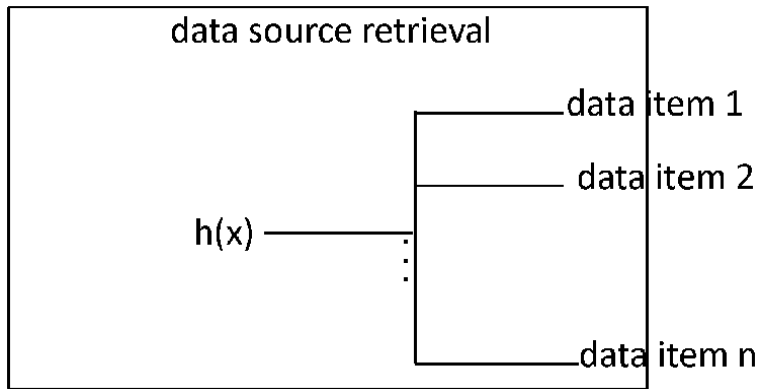 data source retrieval
data item 1
data item 2
h(x)
⋮
data item n